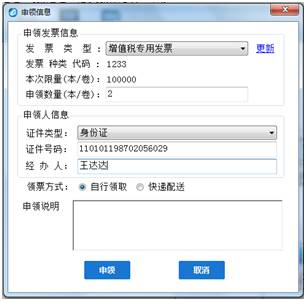 申领信息
申领发票信息
发 票 类 型：增值税专用发票 更新
发票 种类 代码：1233
本次限量(本/卷)：100000
申领数量(本/卷)：2
申领人信息
证件类型：身份证
证件号码：110101198702056029
经 办 人：王达达
领票方式： 自行领取 快递配送
申领说明
申领 取消